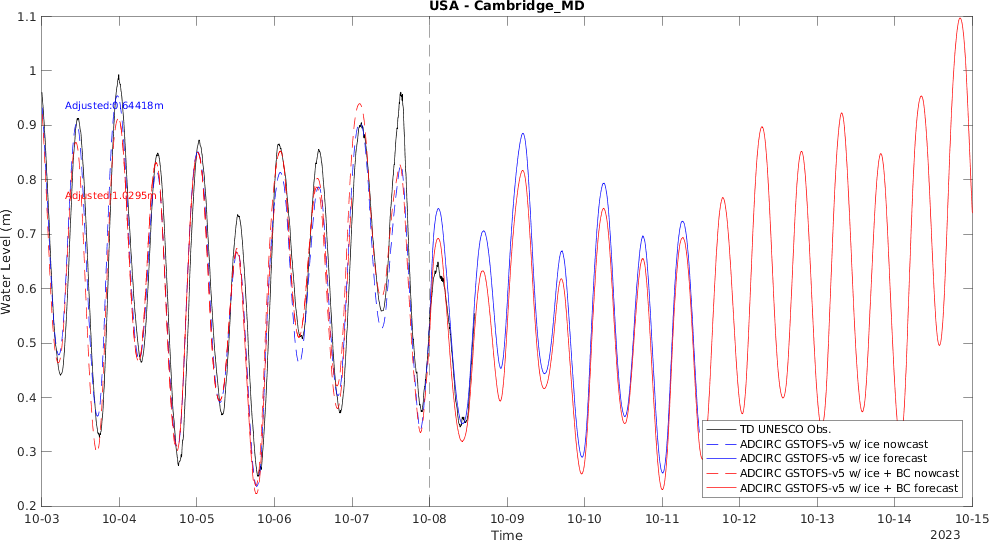 USA - Cambridge_MD
1.1
1
0.9
0.8
0.7
0.6
0.5
0.4
0.3
0.2
Water Level (m)
Adjusted:0.64418m
Adjusted:1.0295m
TD UNESCO Obs.
ADCIRC GSTOFS-v5 w/ ice nowcast
ADCIRC GSTOFS-v5 w/ ice forecast
ADCIRC GSTOFS-v5 w/ ice + BC nowcast
ADCIRC GSTOFS-v5 w/ ice + BC forecast
10-03 10-04 10-05 10-06 10-07 10-08 10-09 10-10 10-11 10-12 10-13 10-14 10-15
Time
2023